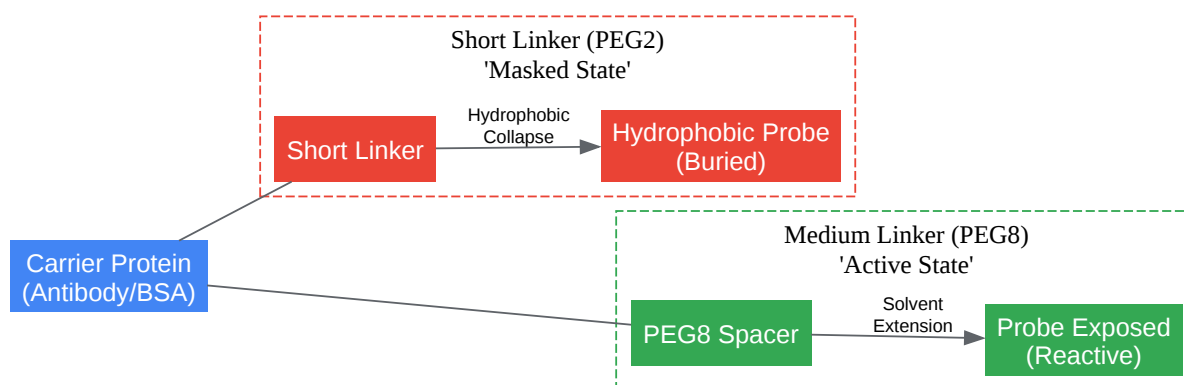 Short Linker (PEG2)
'Masked State'
Short Linker
Hydrophobic
Collapse
Hydrophobic Probe
(Buried)
Carrier Protein
(Antibody/BSA)
Medium Linker (PEG8)
'Active State'
PEG8 Spacer
Solvent
Extension
Probe Exposed
(Reactive)